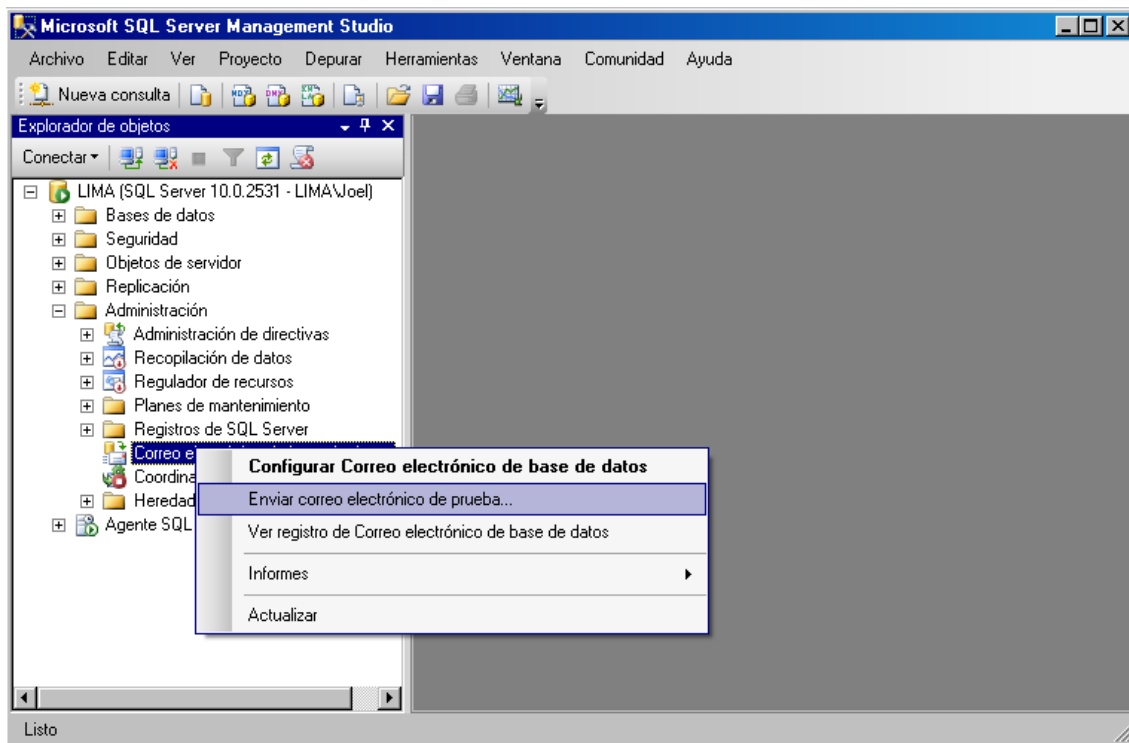 Microsoft SQL Server Management Studio
Archivo Editar Ver Proyecto Depurar Herramientas Ventana Comunidad Ayuda
Nueva consulta
Explorador de objetos
Conectar
LIMA (SQL Server 10.0.2531 - LIMA\Joel)
Bases de datos
Seguridad
Objetos de servidor
Replicación
Administración
Administración de directivas
Recopilación de datos
Regulador de recursos
Planes de mantenimiento
Registros de SQL Server
Correo e
Coordina
Heredad
Agente SQL
Configurar Correo electrónico de base de datos
Enviar correo electrónico de prueba...
Ver registro de Correo electrónico de base de datos
Informes
Actualizar
Listo